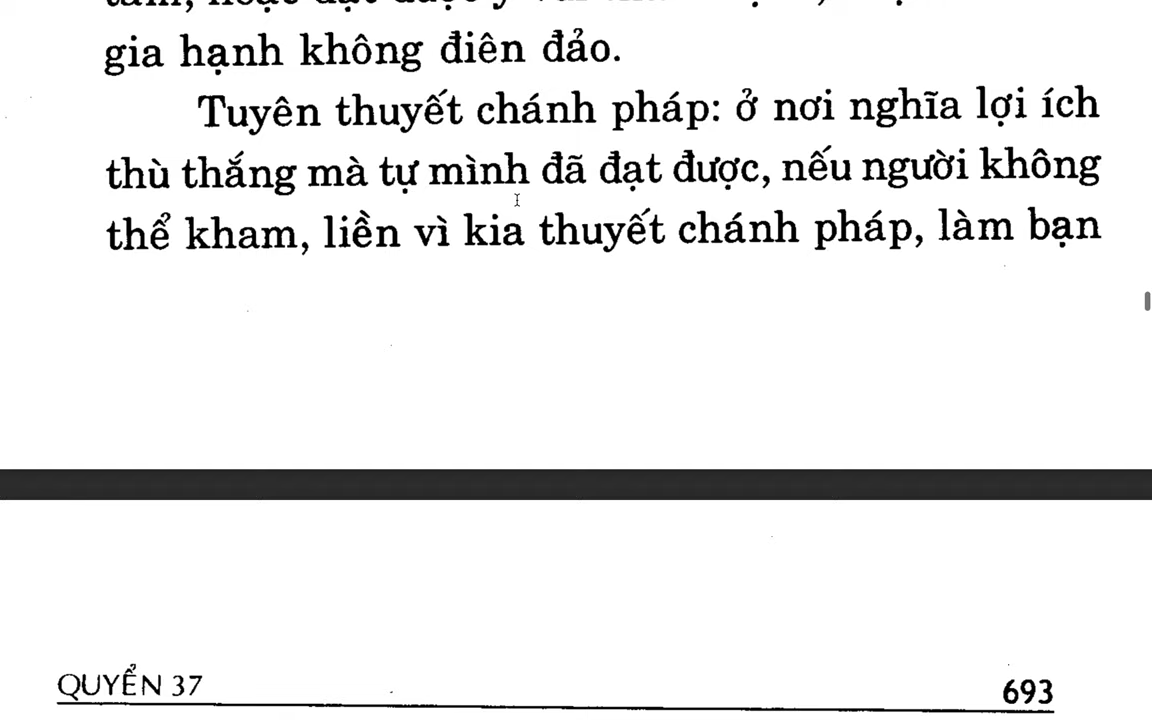 gia hạnh không điên đảo.
Tuyên thuyết chánh pháp: ở nơi nghĩa lợi ích
thù thắng mà tự mình đã đạt được, nếu người không
thể kham, liền vì kia thuyết chánh pháp, làm bạn
QUYỂN 37
693